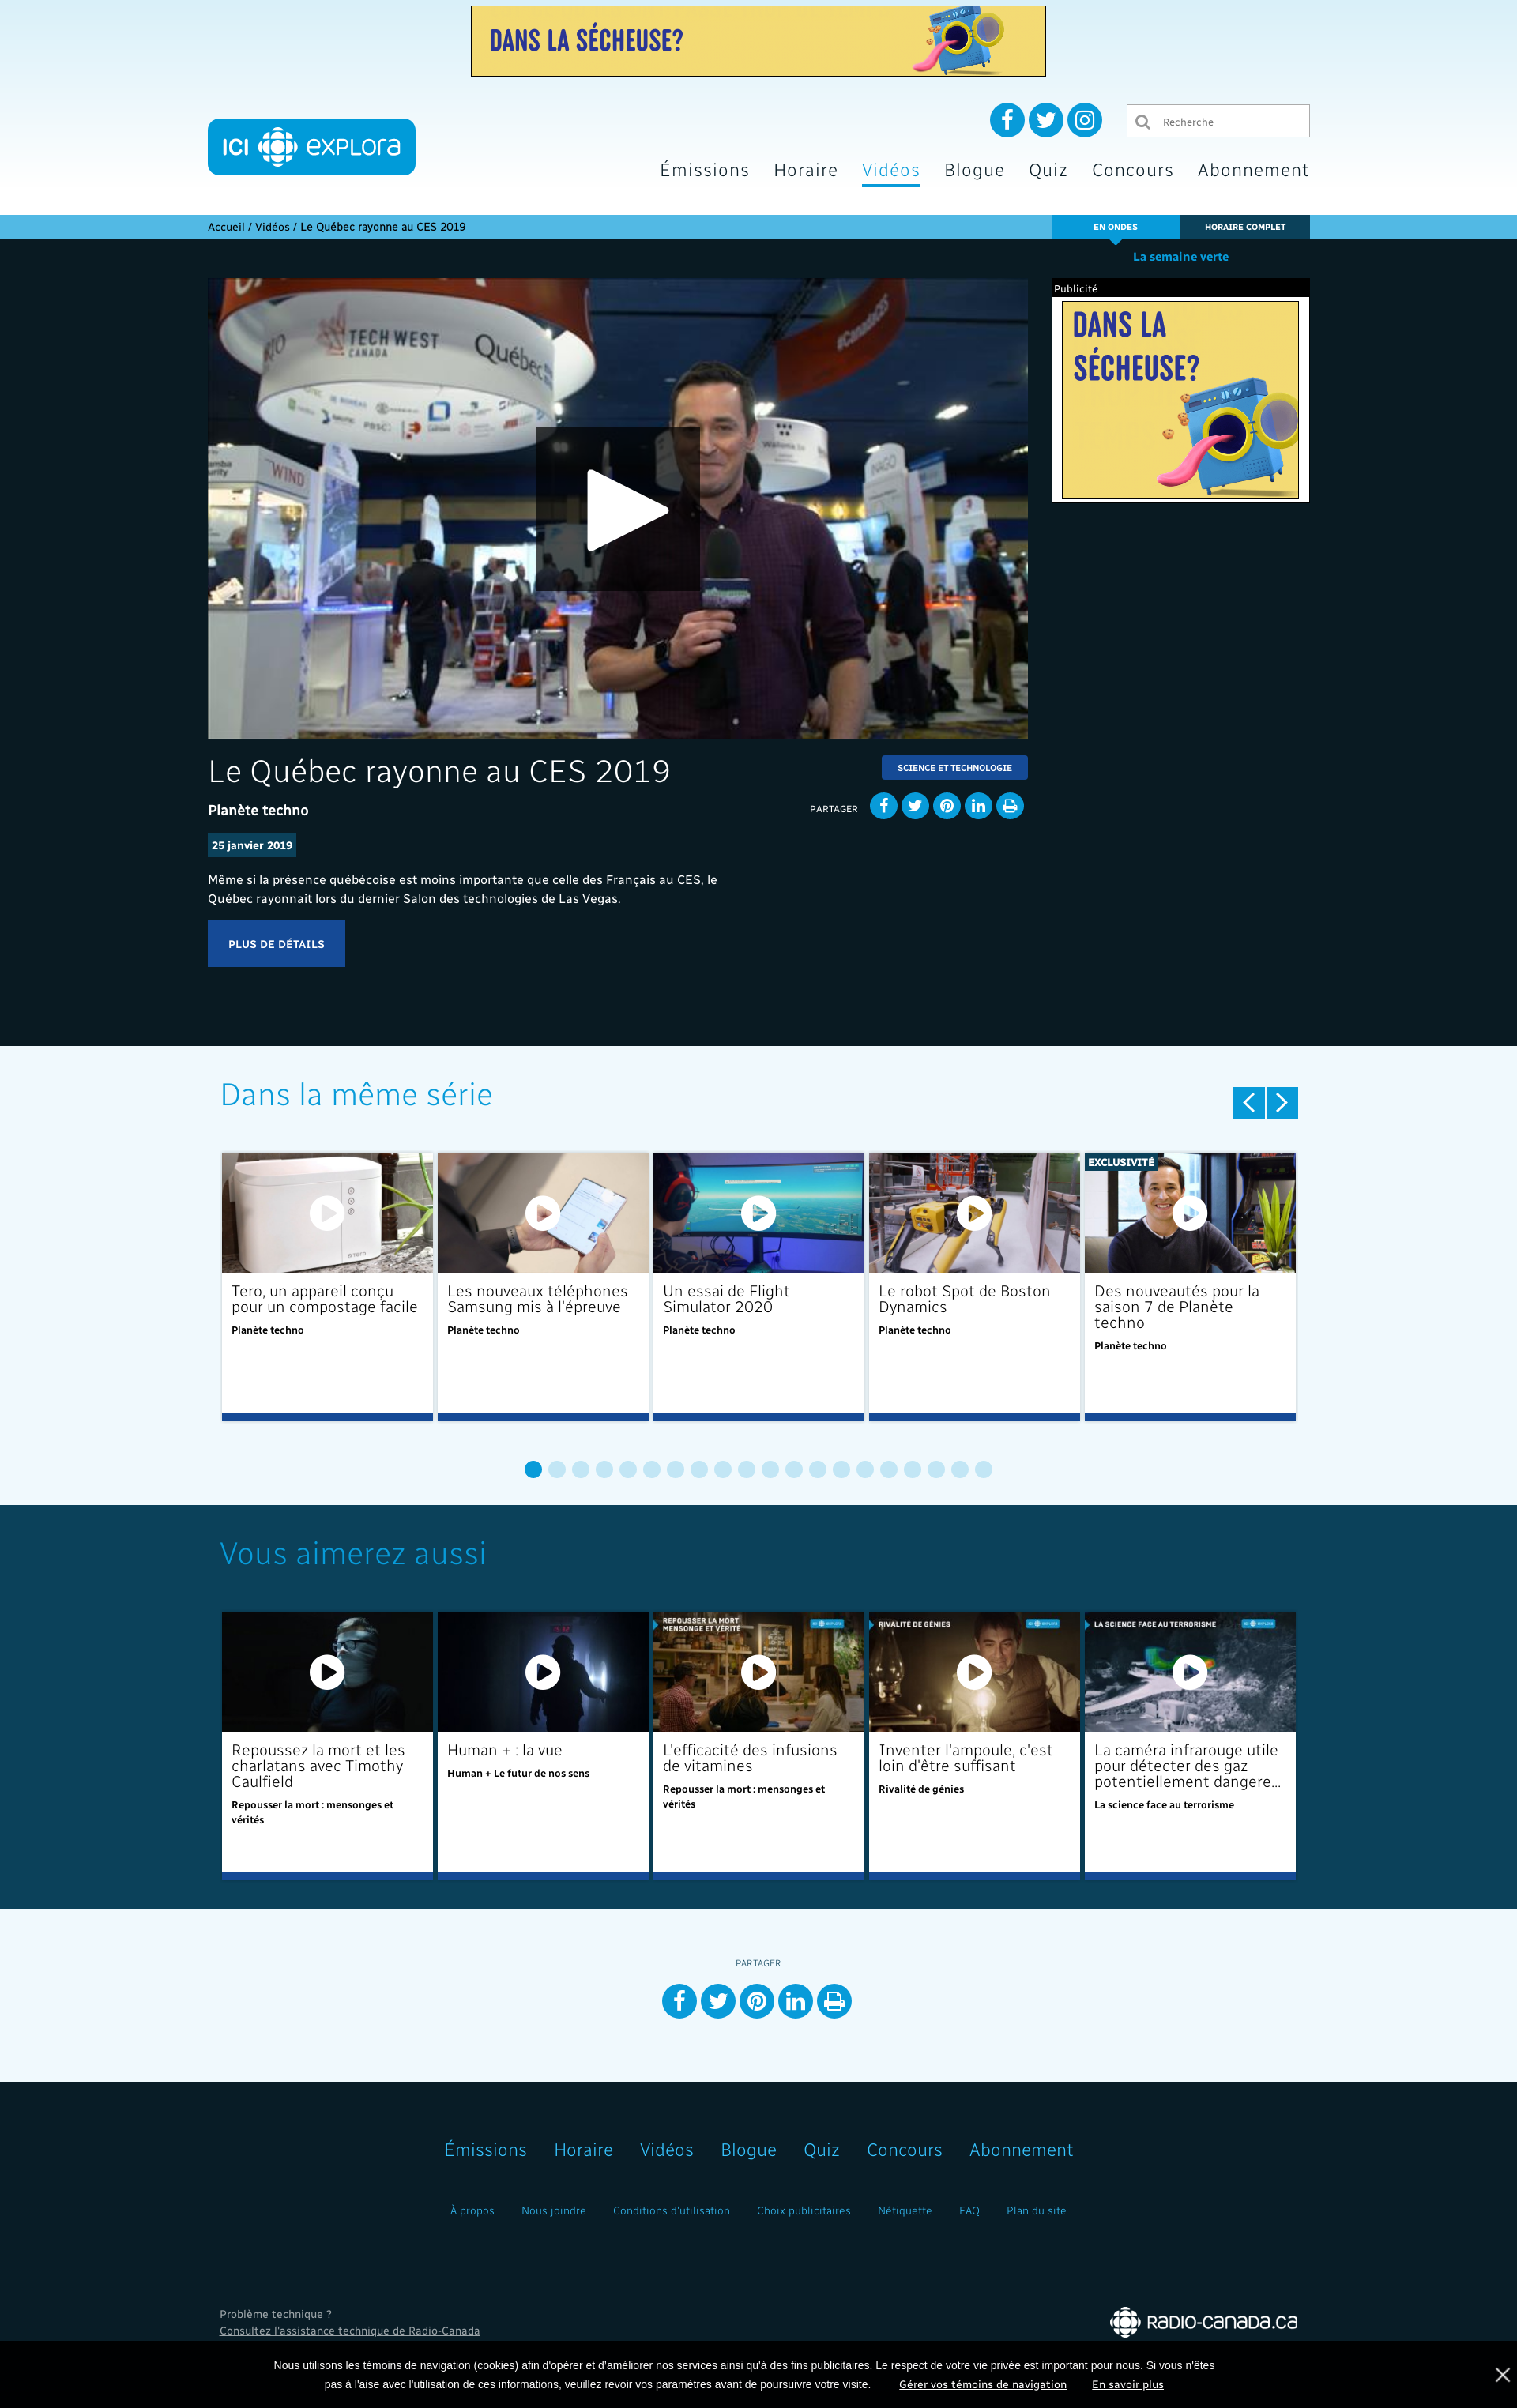 DANS LA SÉCHEUSE?
ICI explora
Recherche
Émissions Horaire Vidéos Blogue Quiz Concours Abonnement
Accueil / Vidéos / Le Québec rayonne au CES 2019
EN ONDES
HORAIRE COMPLET
La semaine verte
Publicité
DANS LA
SÉCHEUSE?
#CanadaCES
TECH WEST
CANADA
Québec
WIND
Le Québec rayonne au CES 2019
SCIENCE ET TECHNOLOGIE
Planète techno
PARTAGER
25 janvier 2019
Même si la présence québécoise est moins importante que celle des Français au CES, le
Québec rayonnait lors du dernier Salon des technologies de Las Vegas.
PLUS DE DÉTAILS
Dans la même série
TERO
Tero, un appareil conçu
pour un compostage facile
Planète techno
Les nouveaux téléphones
Samsung mis à l'épreuve
Planète techno
Un essai de Flight
Simulator 2020
Planète techno
Le robot Spot de Boston
Dynamics
Planète techno
EXCLUSIVITÉ
Des nouveautés pour la
saison 7 de Planète
techno
Planète techno
Vous aimerez aussi
Repoussez la mort et les
charlatans avec Timothy
Caulfield
Repousser la mort : mensonges et
vérités
Human + : la vue
Human + Le futur de nos sens
REPOUSSER LA MORT
MENSONGE ET VÉRITÉ
L'efficacité des infusions
de vitamines
Repousser la mort : mensonges et
vérités
RIVALITÉ DE GÉNIES
Inventer l'ampoule, c'est
loin d'être suffisant
Rivalité de génies
LA SCIENCE FACE AU TERRORISME
La caméra infrarouge utile
pour détecter des gaz
potentiellement dangere...
La science face au terrorisme
PARTAGER
Émissions Horaire Vidéos Blogue Quiz Concours Abonnement
À propos Nous joindre Conditions d'utilisation Choix publicitaires Nétiquette FAQ Plan du site
Problème technique ?
Consultez l'assistance technique de Radio-Canada
Radio-Canada.ca
Nous utilisons les témoins de navigation (cookies) afin d'opérer et d'améliorer nos services ainsi qu'à des fins publicitaires. Le respect de votre vie privée est important pour nous. Si vous n'êtes
pas à l'aise avec l'utilisation de ces informations, veuillez revoir vos paramètres avant de poursuivre votre visite. Gérer vos témoins de navigation En savoir plus